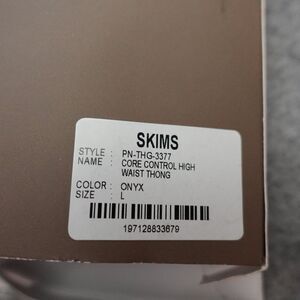 SKIMS
STYLE : PN-THG-3377
NAME : CORE CONTROL HIGH
WAIST THONG
COLOR : ONYX
SIZE : L
197128833679